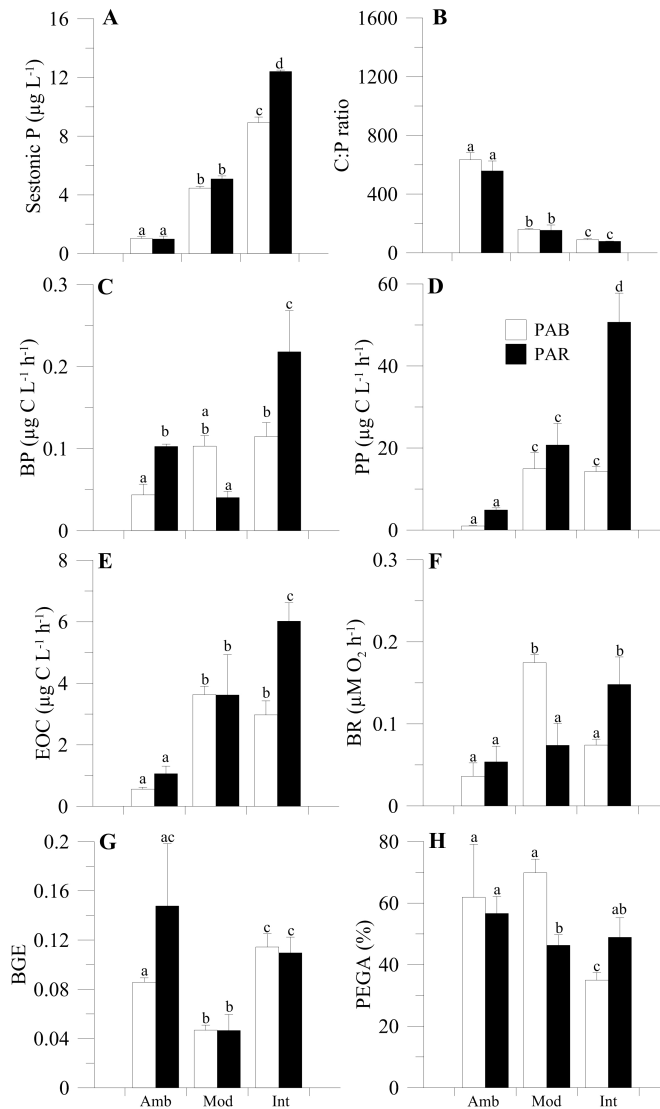 A
Sestonic P (µg L-1)
16
12
8
4
0
a a
b b
c d
B
C:P ratio
1600
1200
800
400
0
a a
b b
c c
C
BP (µg C L-1 h-1)
0.3
0.2
0.1
0
a b
a
b a
b c
D
PP (µg C L-1 h-1)
60
40
20
0
PAB
PAR
a a
c c
c d
E
EOC (µg C L-1 h-1)
8
6
4
2
0
a a
b b
b c
F
BR (µM O2 h-1)
0.3
0.2
0.1
0
a a
b a
a b
G
BGE
0.2
0.16
0.12
0.08
0.04
0
a ac
b b
c c
Amb Mod Int
H
PEGA (%)
80
60
40
20
0
a a
a b
c ab
Amb Mod Int